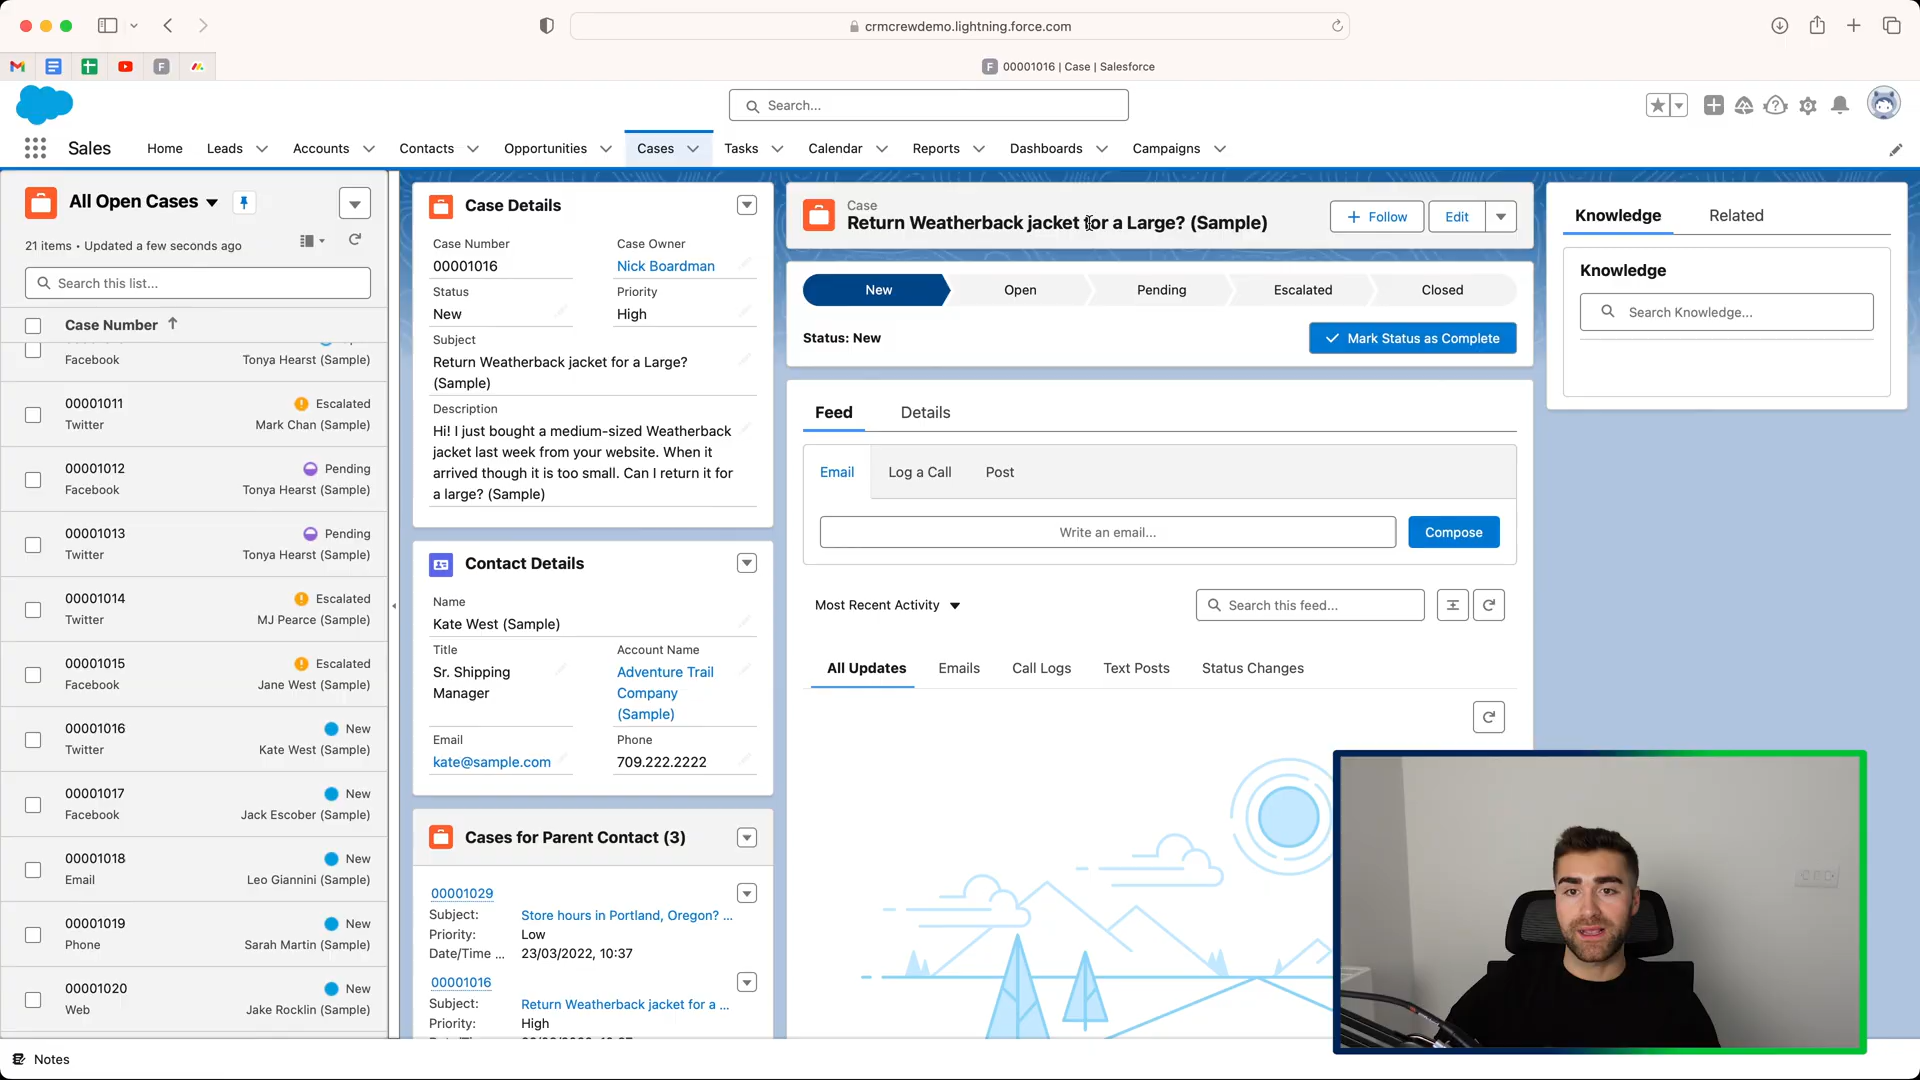 crmcrewdemo.lightning.force.com
F
F 00001016 | Case | Salesforce
Search...
Sales
Home
Leads
Accounts
Contacts
Opportunities
Cases
Tasks
Calendar
Reports
Dashboards
Campaigns
All Open Cases
21 items • Updated a few seconds ago
Search this list...
Case Number
Facebook
Tonya Hearst (Sample)
00001011
Escalated
Twitter
Mark Chan (Sample)
00001012
Pending
Facebook
Tonya Hearst (Sample)
00001013
Pending
Twitter
Tonya Hearst (Sample)
00001014
Escalated
Twitter
MJ Pearce (Sample)
00001015
Escalated
Facebook
Jane West (Sample)
00001016
New
Twitter
Kate West (Sample)
00001017
New
Facebook
Jack Escober (Sample)
00001018
New
Email
Leo Giannini (Sample)
00001019
New
Phone
Sarah Martin (Sample)
00001020
New
Web
Jake Rocklin (Sample)
Notes
Case Details
Case Number
00001016
Case Owner
Nick Boardman
Status
New
Priority
High
Subject
Return Weatherback jacket for a Large?
(Sample)
Description
Hi! I just bought a medium-sized Weatherback
jacket last week from your website. When it
arrived though it is too small. Can I return it for
a large? (Sample)
Contact Details
Name
Kate West (Sample)
Title
Sr. Shipping
Manager
Account Name
Adventure Trail
Company
(Sample)
Email
kate@sample.com
Phone
709.222.2222
Cases for Parent Contact (3)
00001029
Subject:
Store hours in Portland, Oregon? ...
Priority:
Low
Date/Time ...
23/03/2022, 10:37
00001016
Subject:
Return Weatherback jacket for a ...
Priority:
High
Case
Return Weatherback jacket for a Large? (Sample)
Follow
Edit
New
Open
Pending
Escalated
Closed
Status: New
Mark Status as Complete
Feed
Details
Email
Log a Call
Post
Write an email...
Compose
Most Recent Activity
Search this feed...
All Updates
Emails
Call Logs
Text Posts
Status Changes
Knowledge
Related
Knowledge
Search Knowledge...